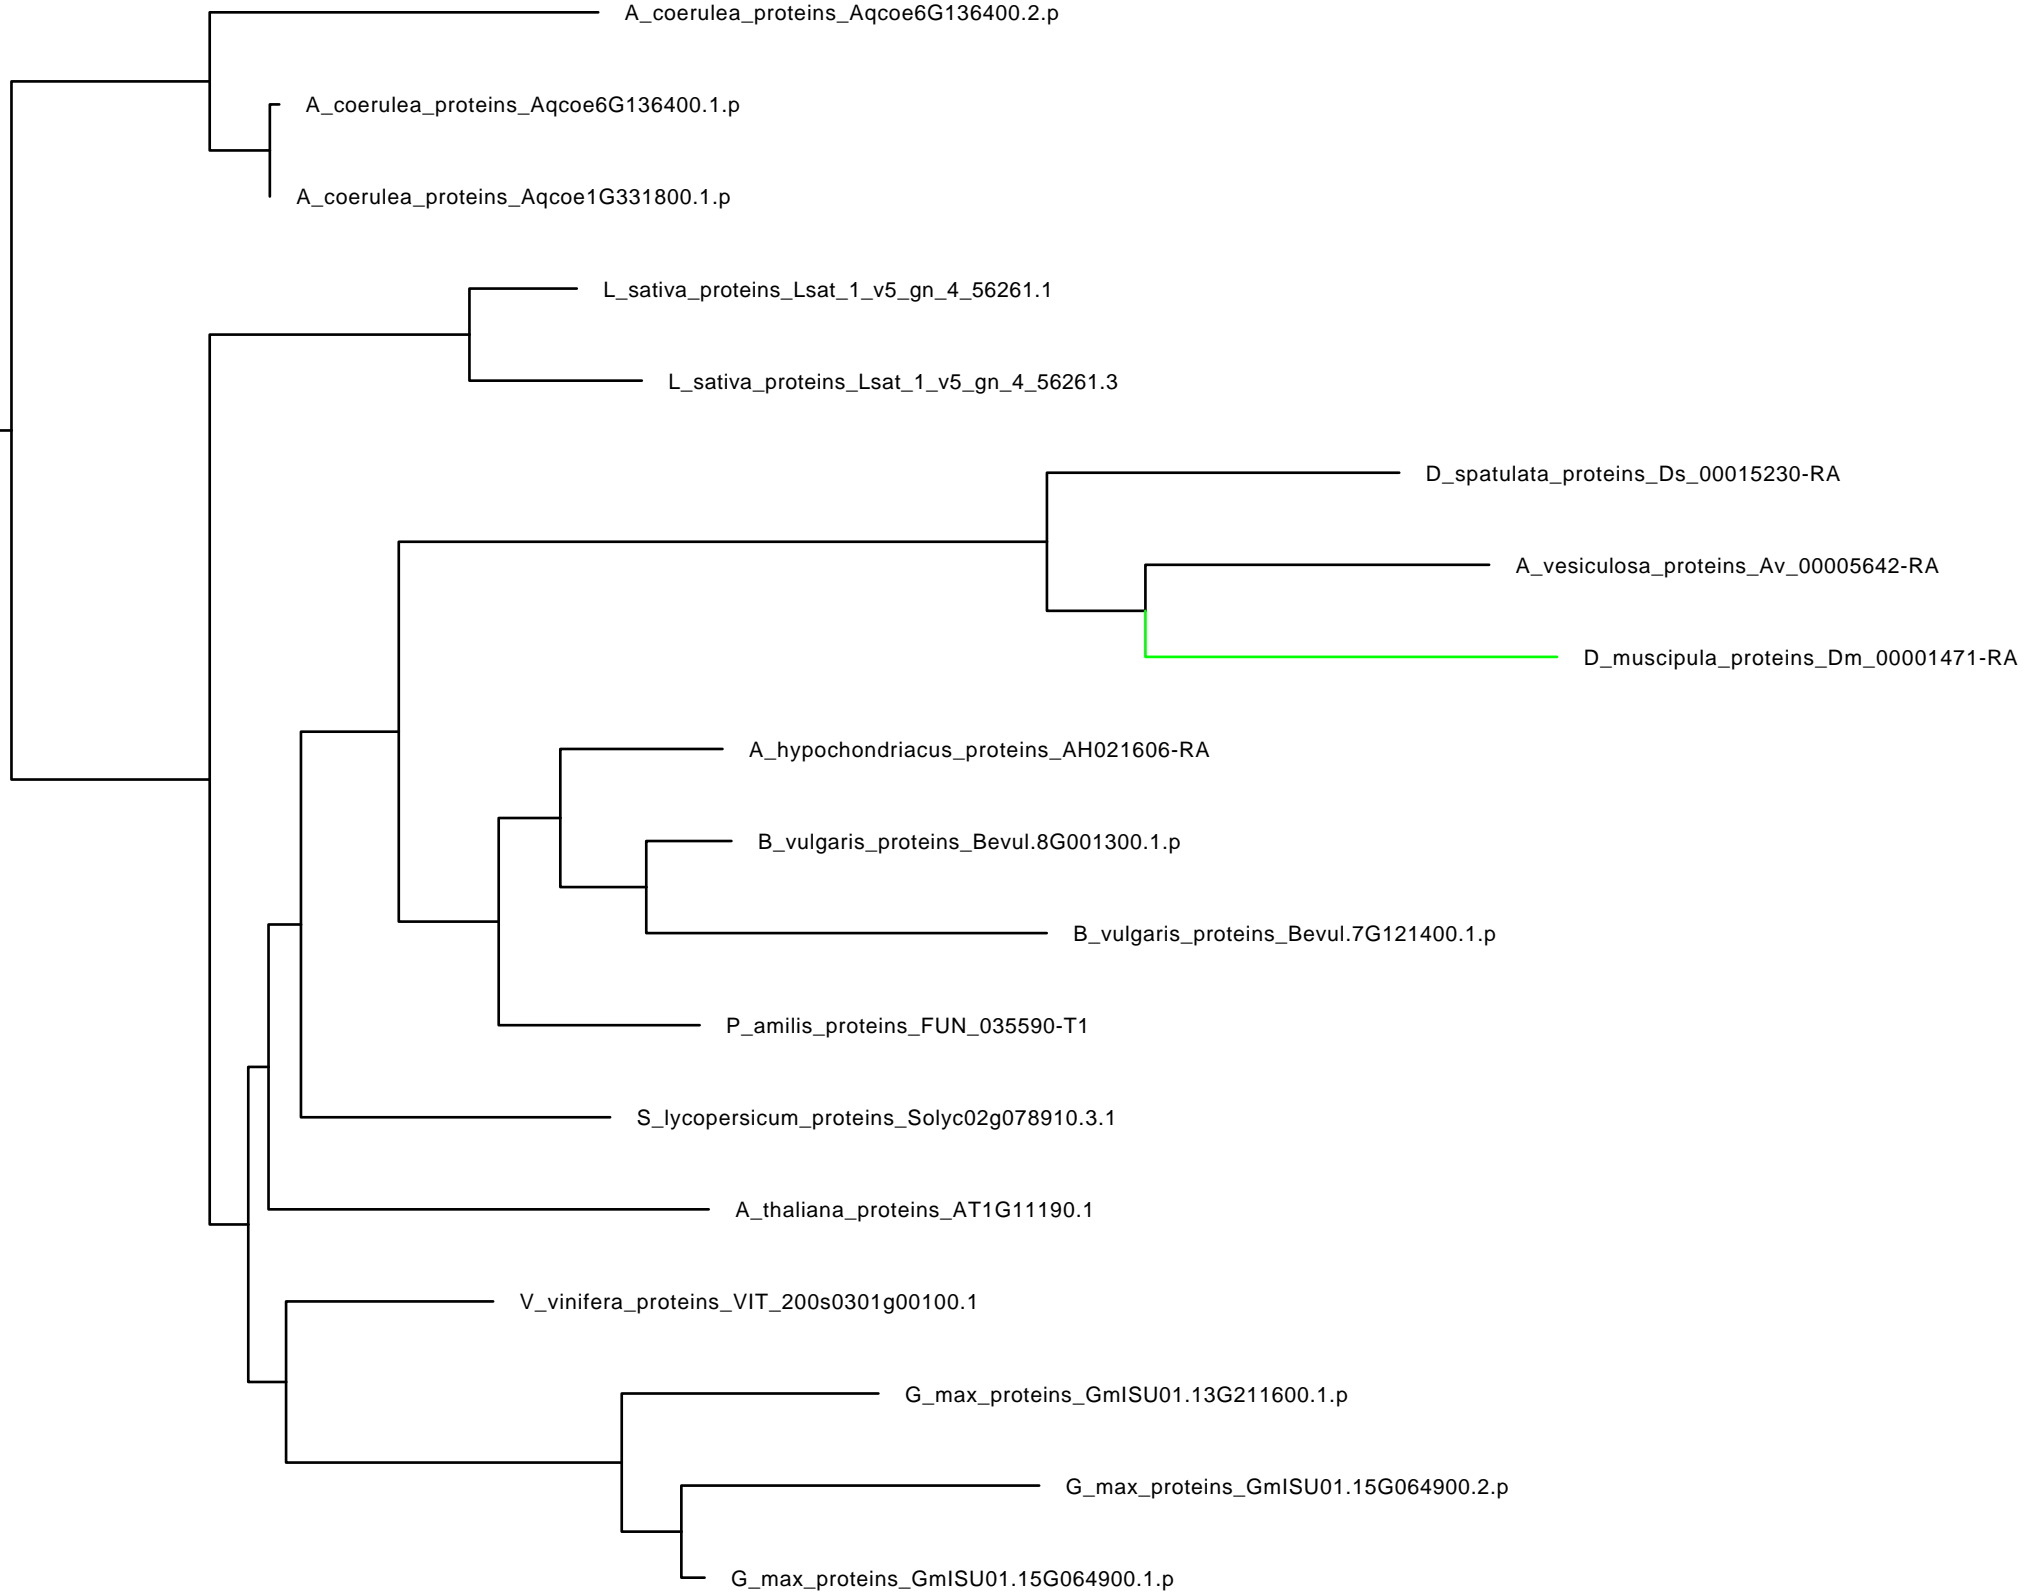 A_coerulea_proteins_Aqcoe6G136400.2.p
A_coerulea_proteins_Aqcoe6G136400.1.p
A_coerulea_proteins_Aqcoe1G331800.1.p
L_sativa_proteins_Lsat_1_v5_gn_4_56261.1
L_sativa_proteins_Lsat_1_v5_gn_4_56261.3
D_spatulata_proteins_Ds_00015230-RA
A_vesiculosa_proteins_Av_00005642-RA
D_muscipula_proteins_Dm_00001471-RA
A_hypochondriacus_proteins_AH021606-RA
B_vulgaris_proteins_Bevul.8G001300.1.p
B_vulgaris_proteins_Bevul.7G121400.1.p
P_amilis_proteins_FUN_035590-T1
S_lycopersicum_proteins_Solyc02g078910.3.1
A_thaliana_proteins_AT1G11190.1
V_vinifera_proteins_VIT_200s0301g00100.1
G_max_proteins_GmISU01.13G211600.1.p
G_max_proteins_GmISU01.15G064900.2.p
G_max_proteins_GmISU01.15G064900.1.p